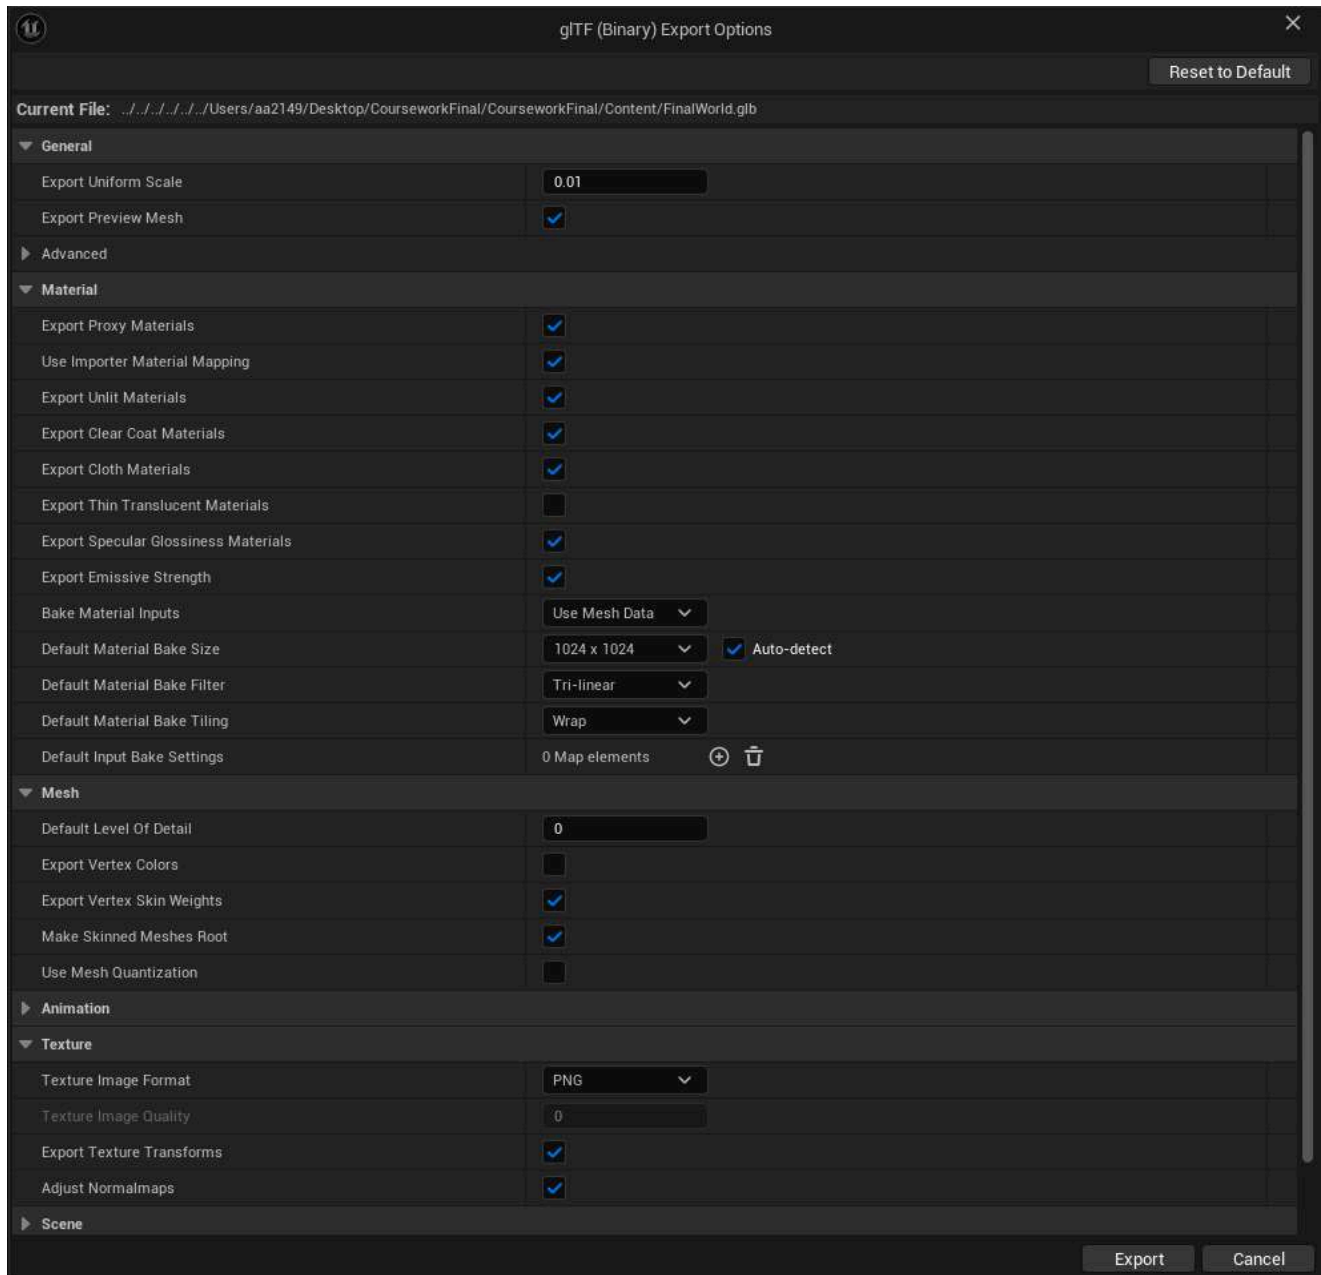 glTF (Binary) Export Options
Reset to Default
Current File: ../../../../../../Users/aa2149/Desktop/CourseworkFinal/CourseworkFinal/Content/FinalWorld.glb
General
Export Uniform Scale 0.01
Export Preview Mesh
Advanced
Material
Export Proxy Materials
Use Importer Material Mapping
Export Unlit Materials
Export Clear Coat Materials
Export Cloth Materials
Export Thin Translucent Materials
Export Specular Glossiness Materials
Export Emissive Strength
Bake Material Inputs Use Mesh Data
Default Material Bake Size 1024 x 1024 Auto-detect
Default Material Bake Filter Tri-linear
Default Material Bake Tiling Wrap
Default Input Bake Settings 0 Map elements
Mesh
Default Level Of Detail 0
Export Vertex Colors
Export Vertex Skin Weights
Make Skinned Meshes Root
Use Mesh Quantization
Animation
Texture
Texture Image Format PNG
Texture Image Quality 0
Export Texture Transforms
Adjust Normalmaps
Scene
Export Cancel